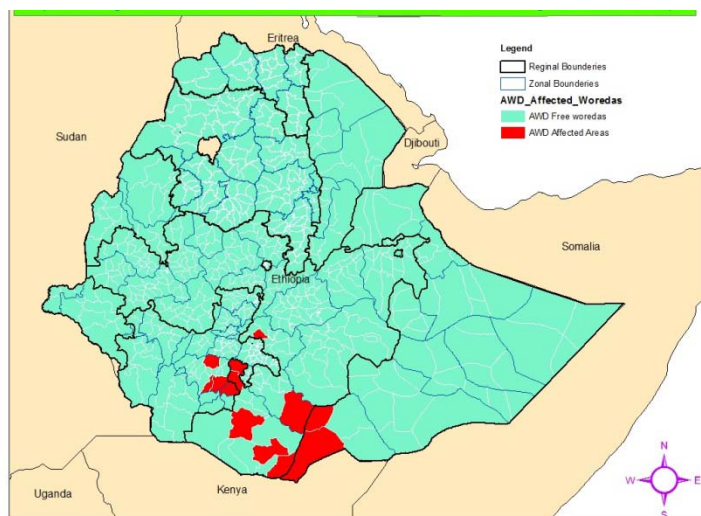 Eritrea
Legend
Reginal Bounderies
Zonal Bounderies
AWD_Affected_Woredas
AWD Free woredas
AWD Affected Areas
Sudan
Djibouti
Somalia
Ethiopia
Uganda
Kenya
N
W
E
S